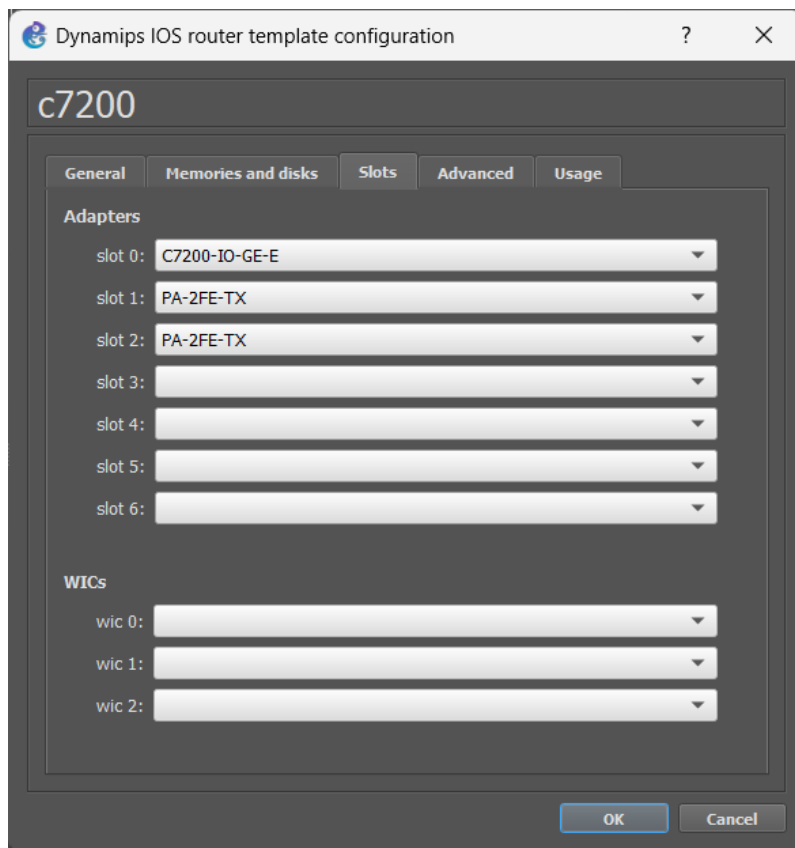 Dynamips IOS router template configuration ? ×
c7200
General Memories and disks Slots Advanced Usage
Adapters
slot 0: C7200-IO-GE-E
slot 1: PA-2FE-TX
slot 2: PA-2FE-TX
slot 3:
slot 4:
slot 5:
slot 6:
WICs
wic 0:
wic 1:
wic 2:
OK Cancel